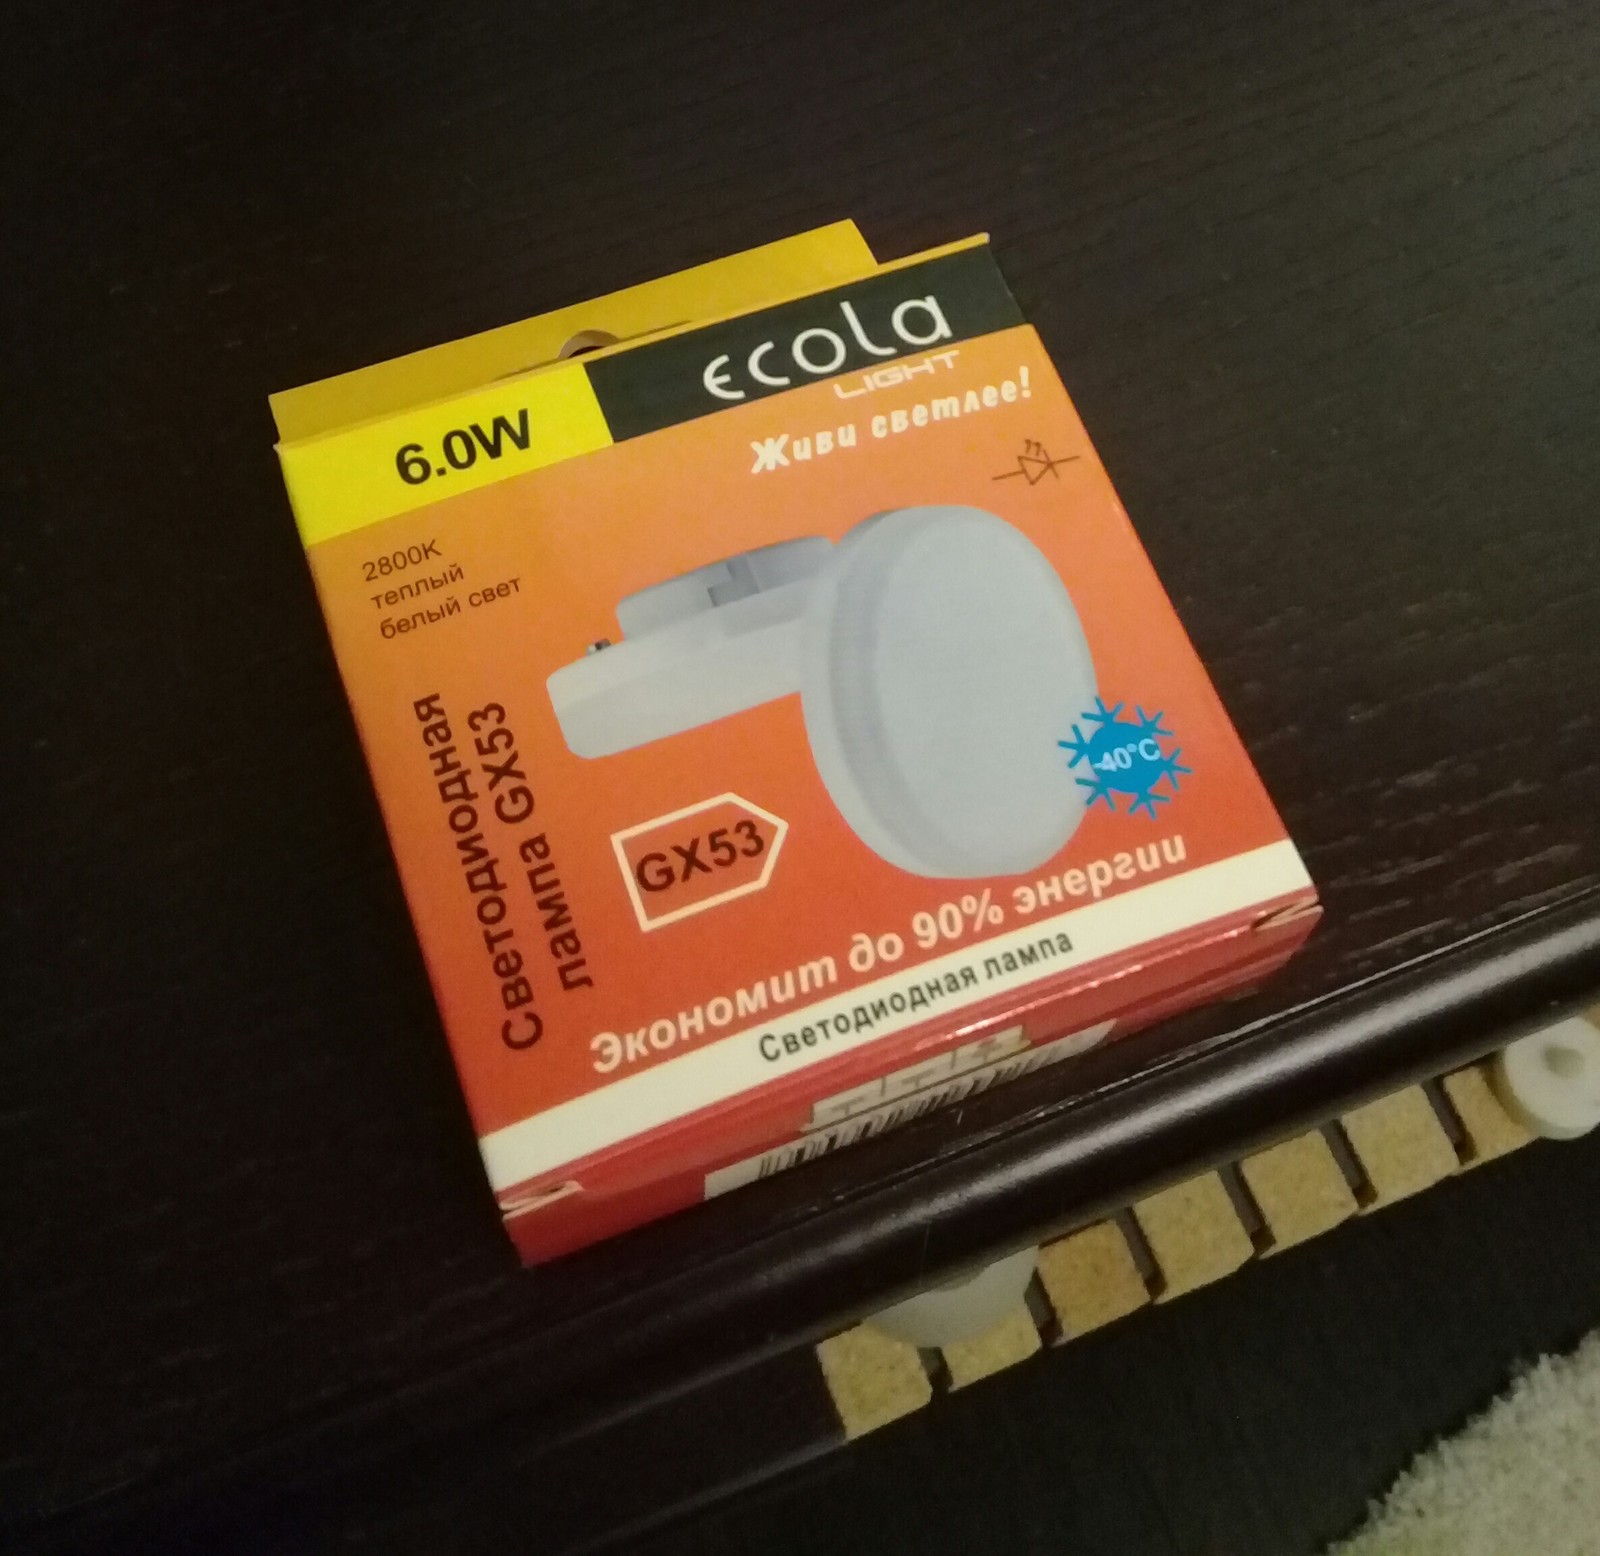 6.0W
ECOLA
LIGHT
Живи светлее!
2800K
теплый
белый свет
Светодиодная
лампа GX53
-40°C
GX53
Экономит до 90% энергии
Светодиодная лампа